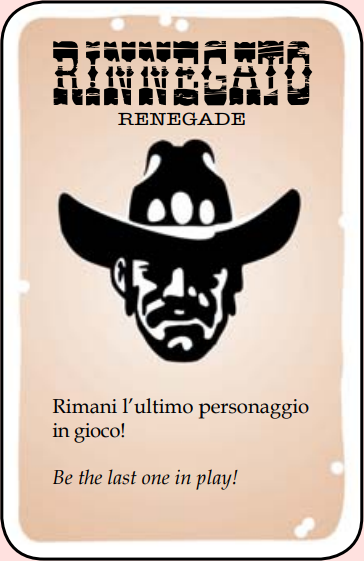 RINNEGATO
RENEGADE
Rimani l'ultimo personaggio
in gioco!
Be the last one in play!